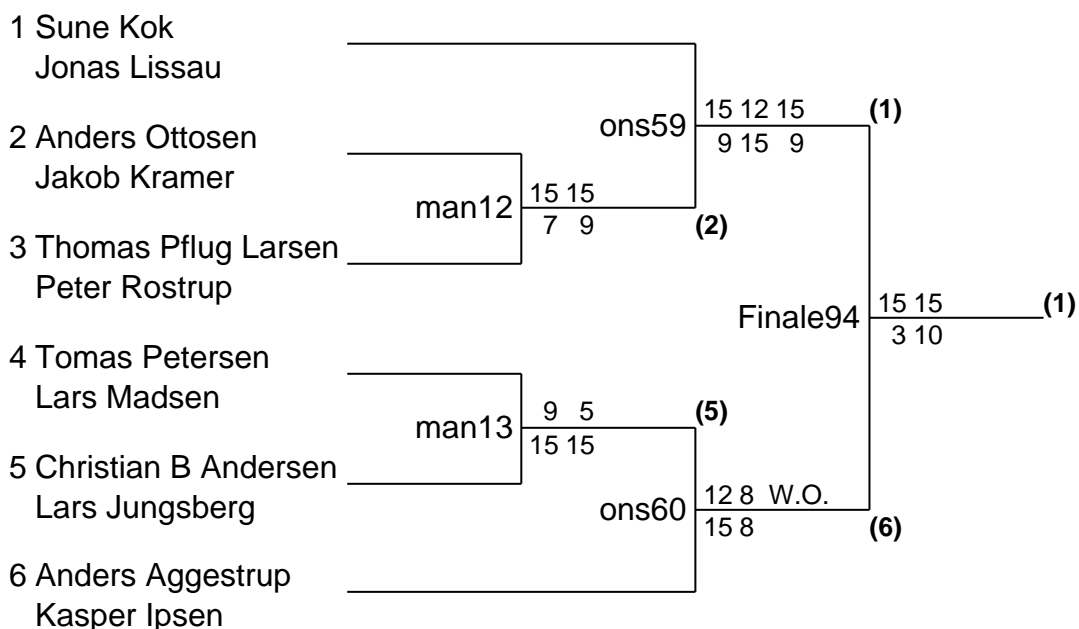 1 Sune Kok
Jonas Lissau
15 12 15
(1)
ons59
9 15 9
2 Anders Ottosen
Jakob Kramer
15 15
man12
7 9
(2)
3 Thomas Pflug Larsen
Peter Rostrup
15 15
(1)
Finale94
3 10
4 Tomas Petersen
Lars Madsen
9 5
(5)
man13
15 15
5 Christian B Andersen
Lars Jungsberg
12 8 W.O.
ons60
15 8
(6)
6 Anders Aggestrup
Kasper Ipsen